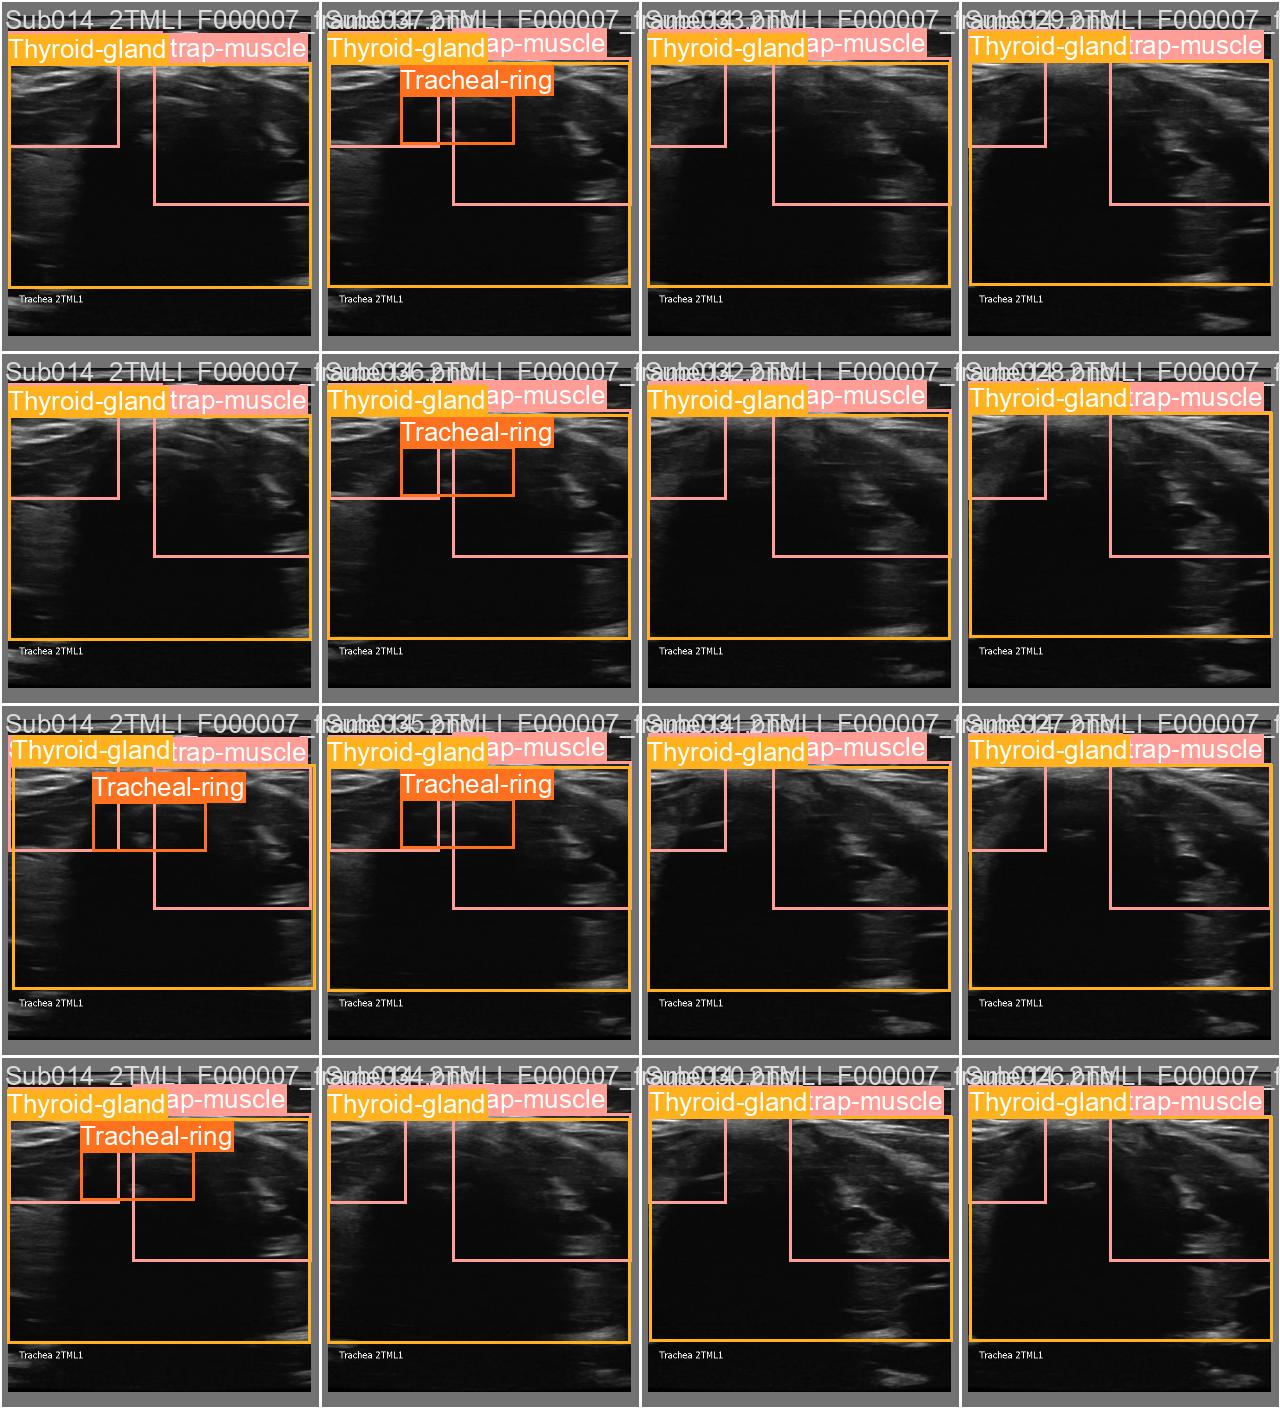 Sub014_2TMLI_F000007_
Thyroid-gland trap-muscle
Trachea 2TML1
Thyroid-gland ap-muscle
Tracheal-ring
Trachea 2TML1
Thyroid-gland ap-muscle
Trachea 2TML1
Thyroid-gland trap-muscle
Trachea 2TML1
Sub014_2TMLI_F000007_
Thyroid-gland trap-muscle
Trachea 2TML1
Thyroid-gland ap-muscle
Tracheal-ring
Trachea 2TML1
Thyroid-gland ap-muscle
Trachea 2TML1
Thyroid-gland trap-muscle
Trachea 2TML1
Sub014_2TMLI_F000007_
Thyroid-gland trap-muscle
Tracheal-ring
Trachea 2TML1
Thyroid-gland ap-muscle
Tracheal-ring
Trachea 2TML1
Thyroid-gland ap-muscle
Trachea 2TML1
Thyroid-gland trap-muscle
Trachea 2TML1
Sub014_2TMLI_F000007_
Thyroid-gland ap-muscle
Tracheal-ring
Trachea 2TML1
Thyroid-gland ap-muscle
Trachea 2TML1
Thyroid-gland trap-muscle
Trachea 2TML1
Thyroid-gland trap-muscle
Trachea 2TML1